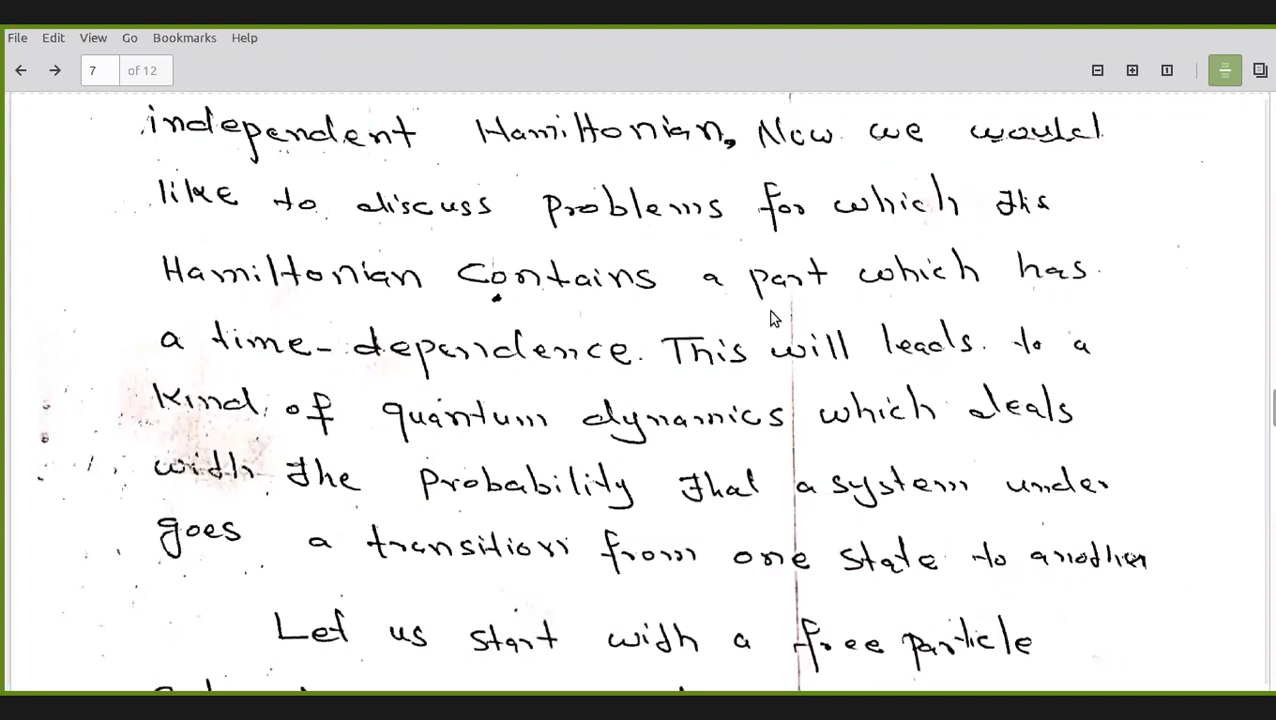 File Edit View Go Bookmarks Help
7 of 12
independent Hamiltonian, Now we would
like to discuss problems for which the
Hamiltonian contains a part which has
a time-dependence. This will leads to a
kind of quantum dynamics which deals
with the probability that a system under
goes a transition from one state to another
Let us start with a free particle